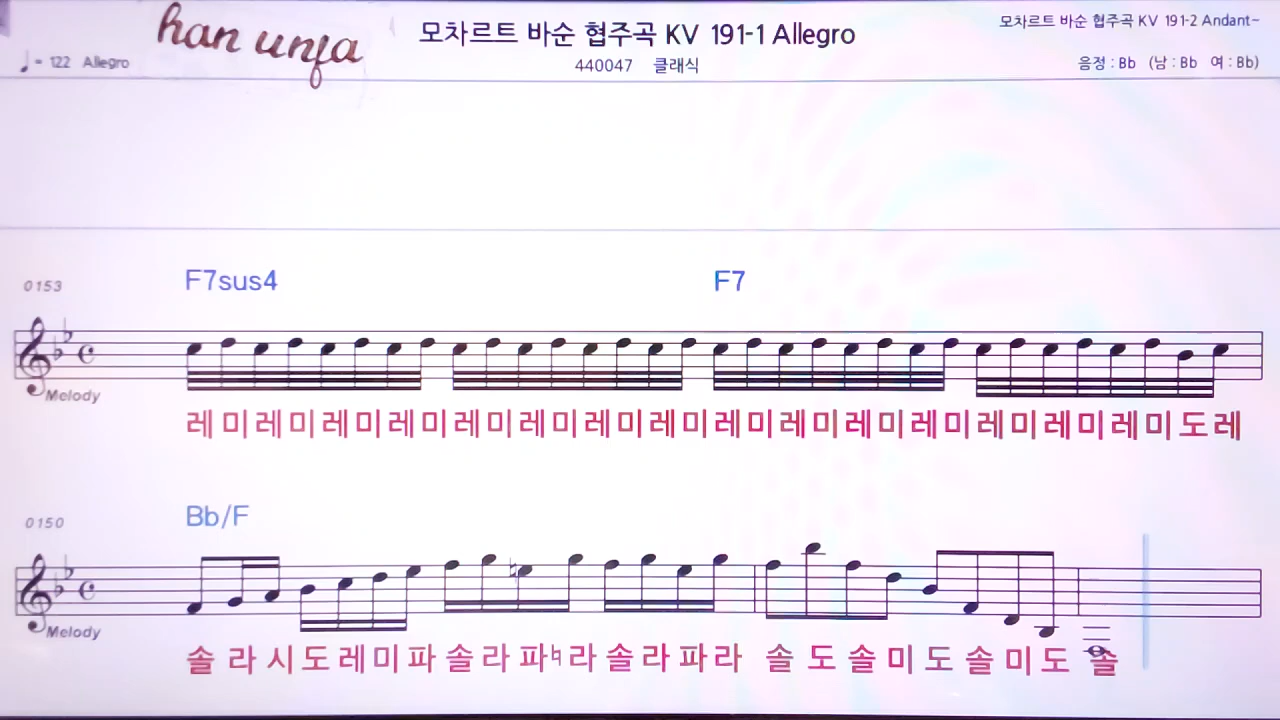 han unfa
모차르트 바순 협주곡 KV 191-1 Allegro
모차르트 바순 협주곡 KV 191-2 Andant~
♩= 122 Allegro
440047 클래식
음정 : Bb (남 : Bb 여 : Bb)
0153
F7sus4 F7
Melody
레 미 레 미 레 미 레 미 레 미 레 미 레 미 레 미 레 미 레 미 레 미 레 미 레 미 레 미 레 미 도 레
0150
Bb/F
Melody
솔 라 시 도 레 미 파 솔 라 파♮ 라 솔 라 파 라 솔 도 솔 미 도 솔 미 도 솔